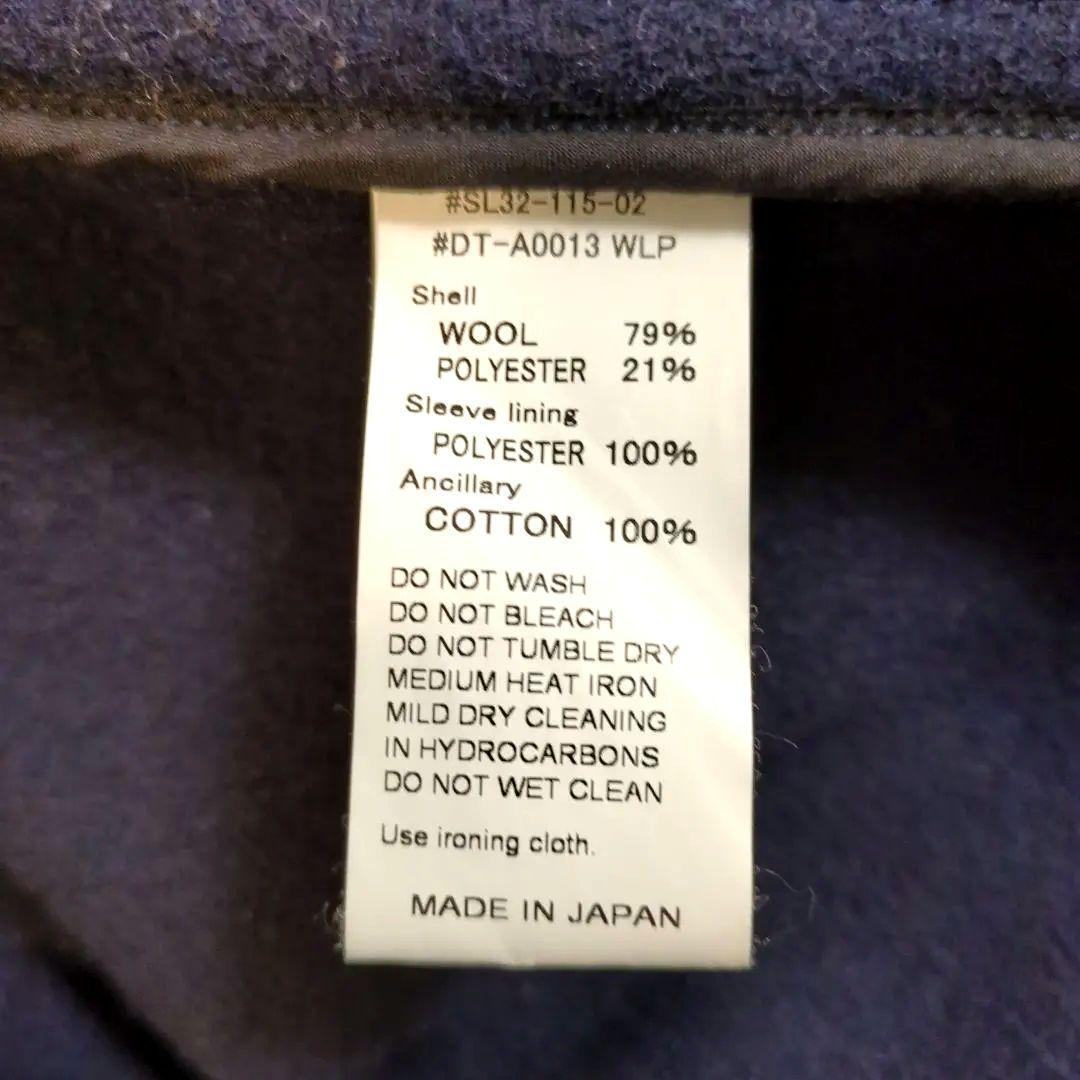 #SL32-115-02
#DT-A0013 WLP
Shell
WOOL 79%
POLYESTER 21%
Sleeve lining
POLYESTER 100%
Ancillary
COTTON 100%
DO NOT WASH
DO NOT BLEACH
DO NOT TUMBLE DRY
MEDIUM HEAT IRON
MILD DRY CLEANING
IN HYDROCARBONS
DO NOT WET CLEAN
Use ironing cloth.
MADE IN JAPAN